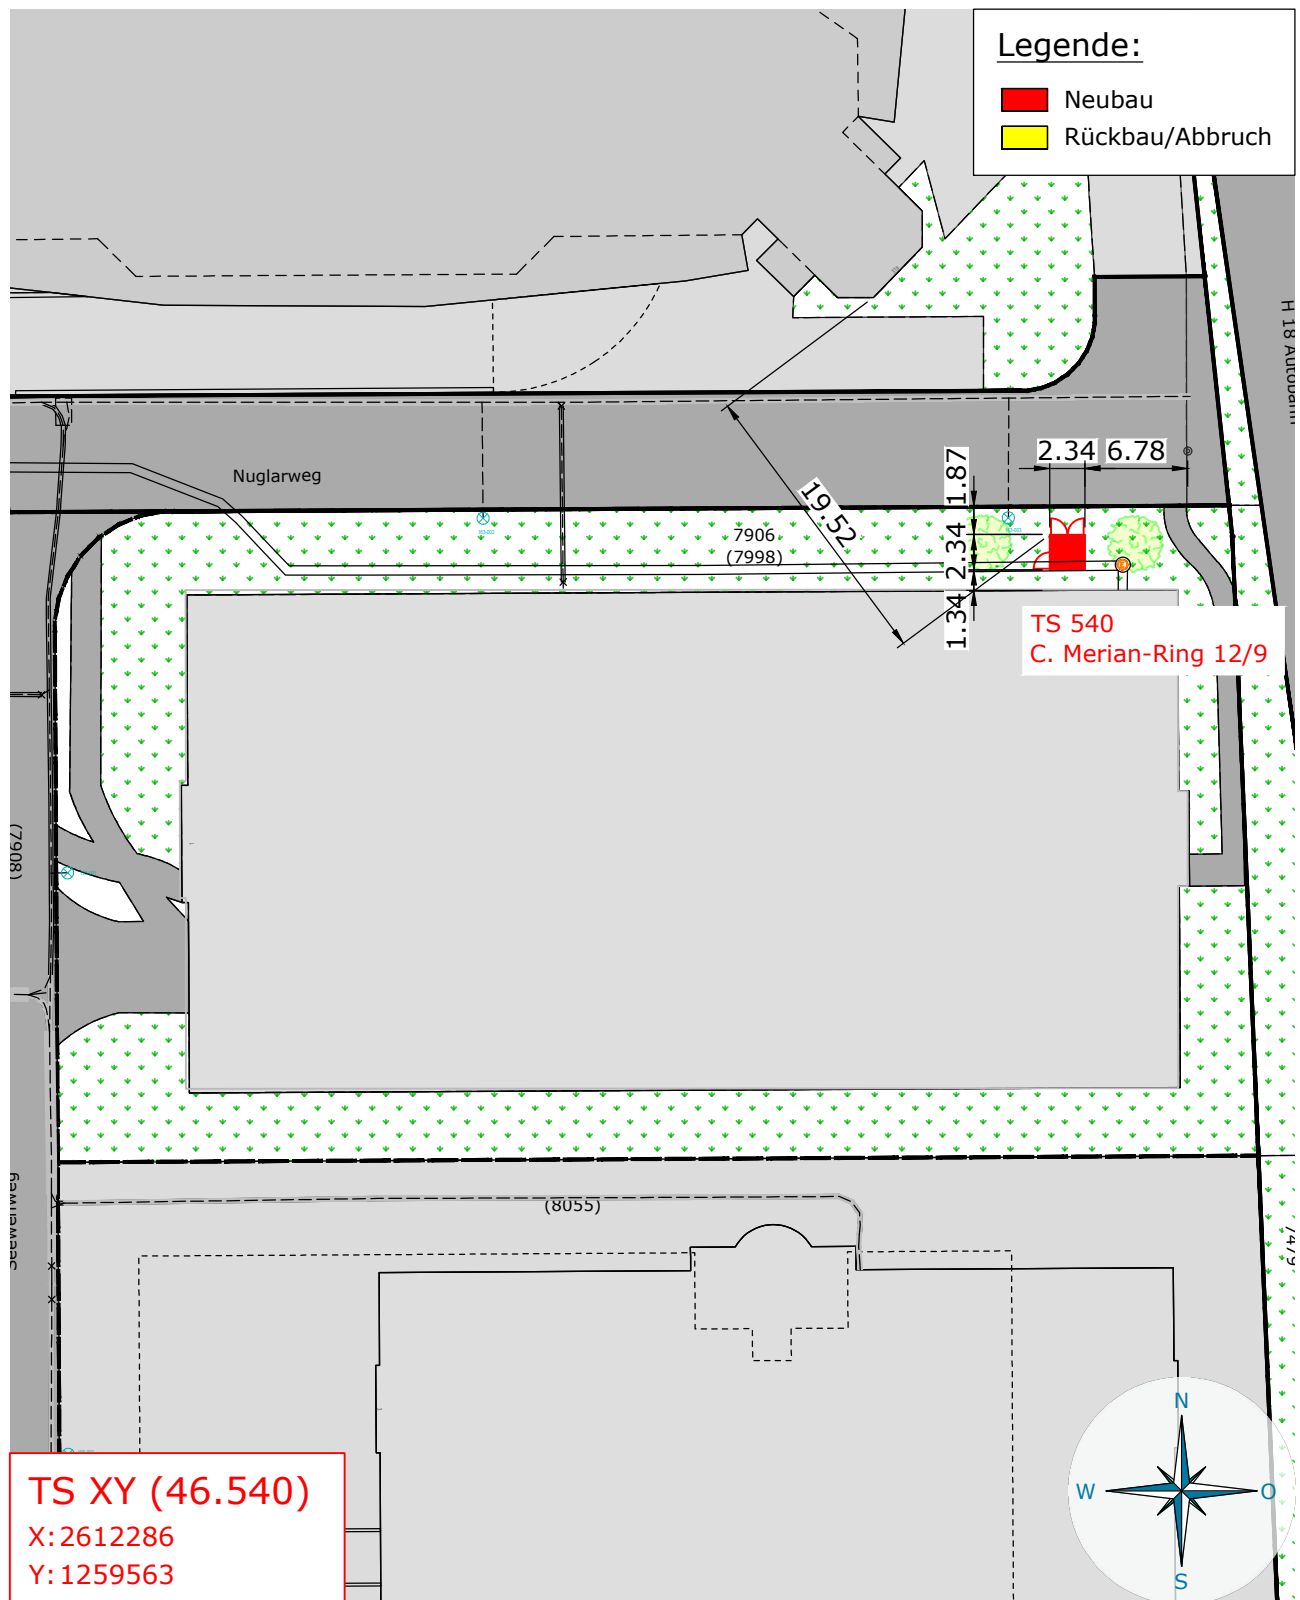 Legende:
Neubau
Rückbau/Abbruch
H 18 Autobahn
Nuglarweg
2.34
6.78
1.87
2.34
1.34
19.52
7906
(7998)
TS 540
C. Merian-Ring 12/9
(7908)
(8055)
7479
N
W
O
S
TS XY (46.540)
X: 2612286
Y: 1259563